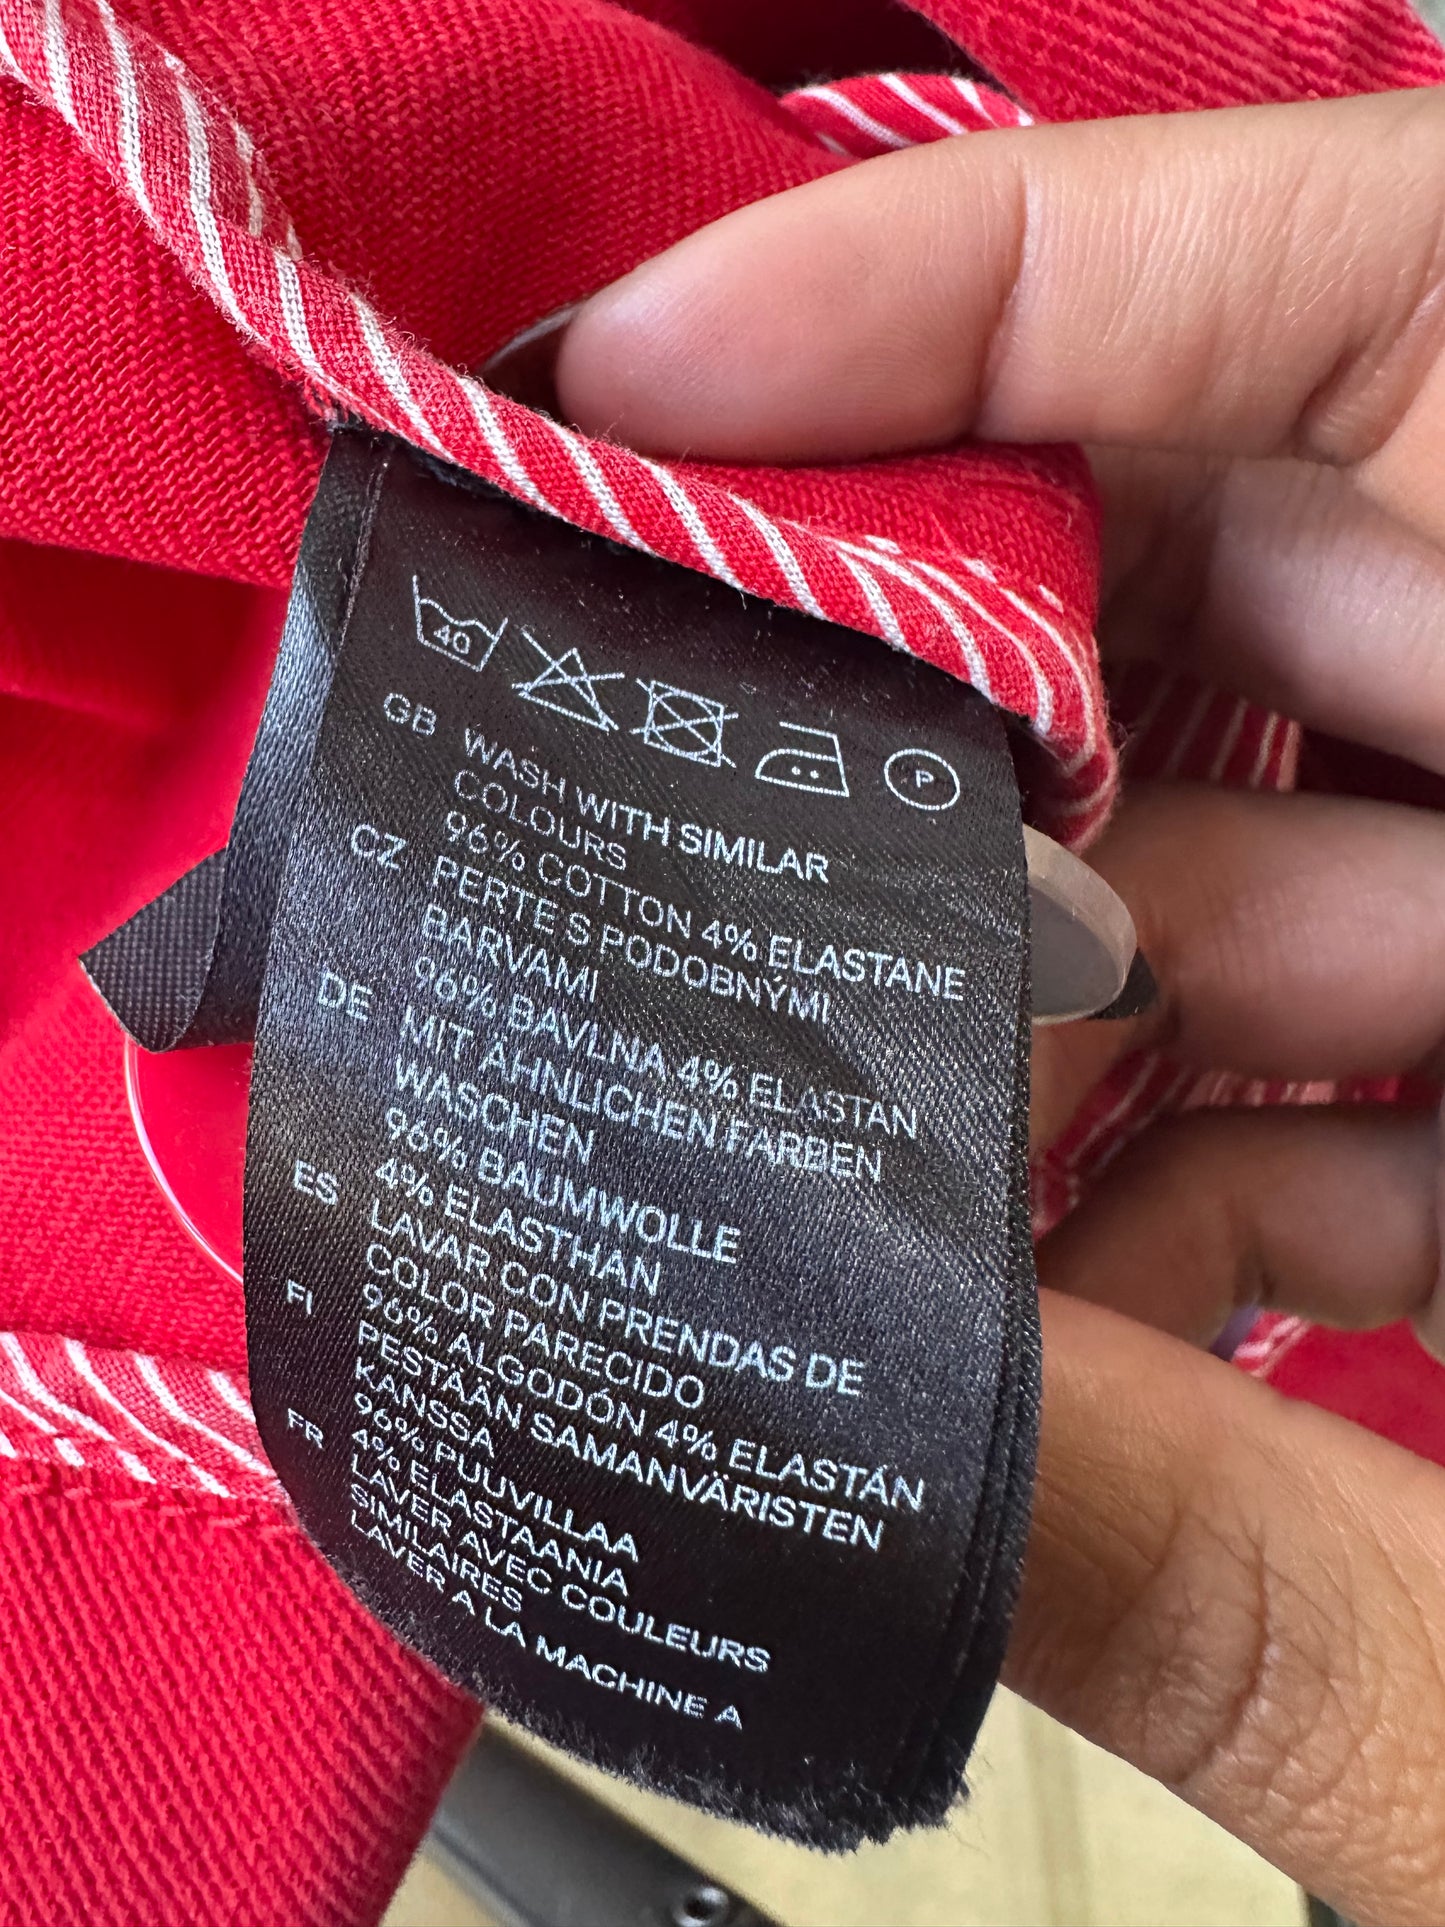 40
P
GB WASH WITH SIMILAR
COLOURS
96% COTTON 4% ELASTANE
CZ PERTE S PODOBNÝMI
BARVAMI
96% BAVLNA 4% ELASTAN
DE MIT ÄHNLICHEN FARBEN
WASCHEN
96% BAUMWOLLE
4% ELASTHAN
ES LAVAR CON PRENDAS DE
COLOR PARECIDO
96% ALGODÓN 4% ELASTÁN
FI PESTÄÄN SAMANVÄRISTEN
KANSSA
96% PUUVILLAA
4% ELASTAANIA
FR LAVER AVEC COULEURS
SIMILAIRES
LAVER A LA MACHINE A